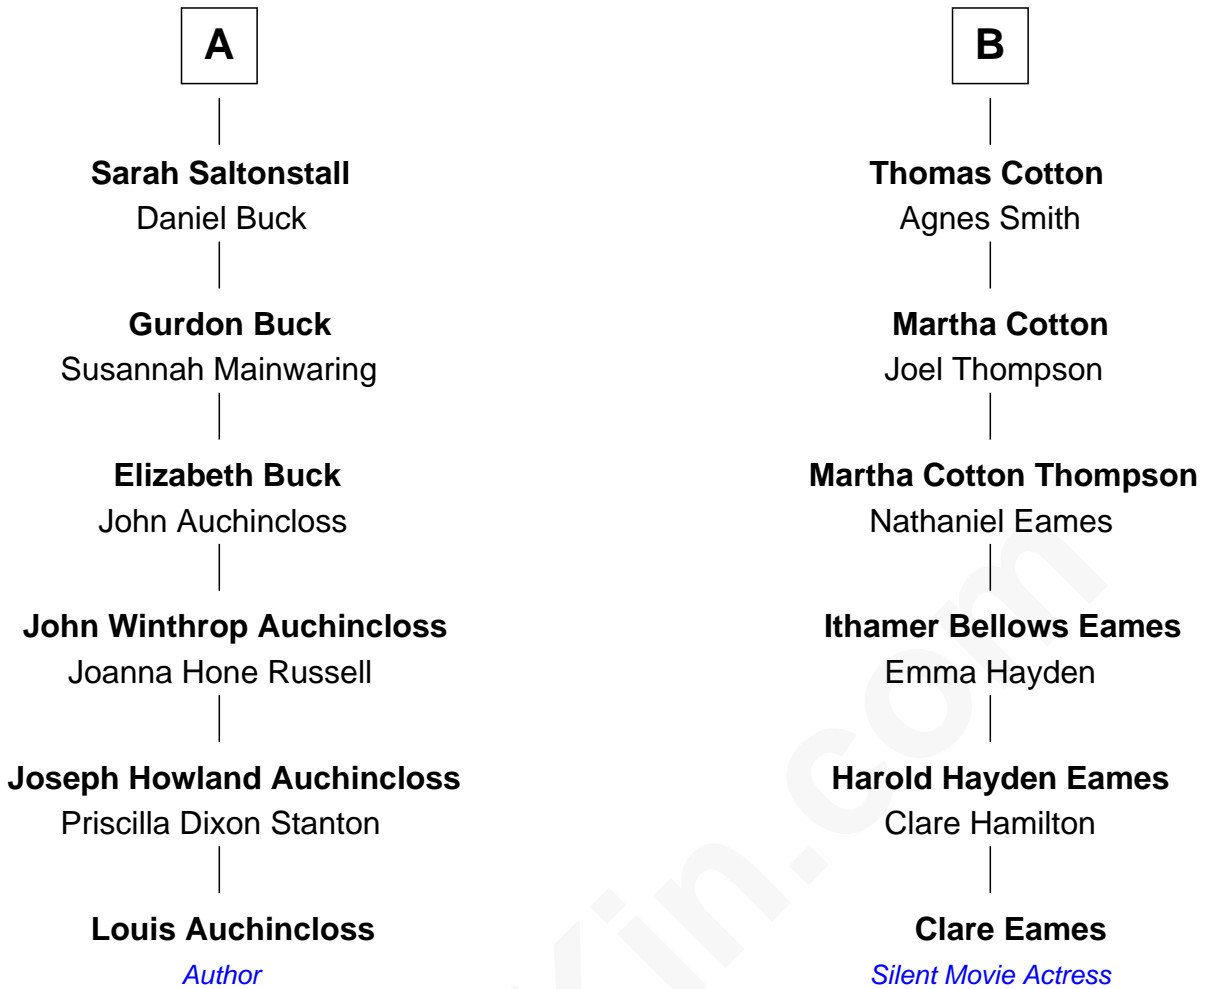 A
B
Sarah Saltonstall
Daniel Buck
Thomas Cotton
Agnes Smith
Gurdon Buck
Susannah Mainwaring
Martha Cotton
Joel Thompson
Elizabeth Buck
John Auchincloss
Martha Cotton Thompson
Nathaniel Eames
John Winthrop Auchincloss
Joanna Hone Russell
Ithamer Bellows Eames
Emma Hayden
Joseph Howland Auchincloss
Priscilla Dixon Stanton
Harold Hayden Eames
Clare Hamilton
Louis Auchincloss
Author
Clare Eames
Silent Movie Actress
Kin.com